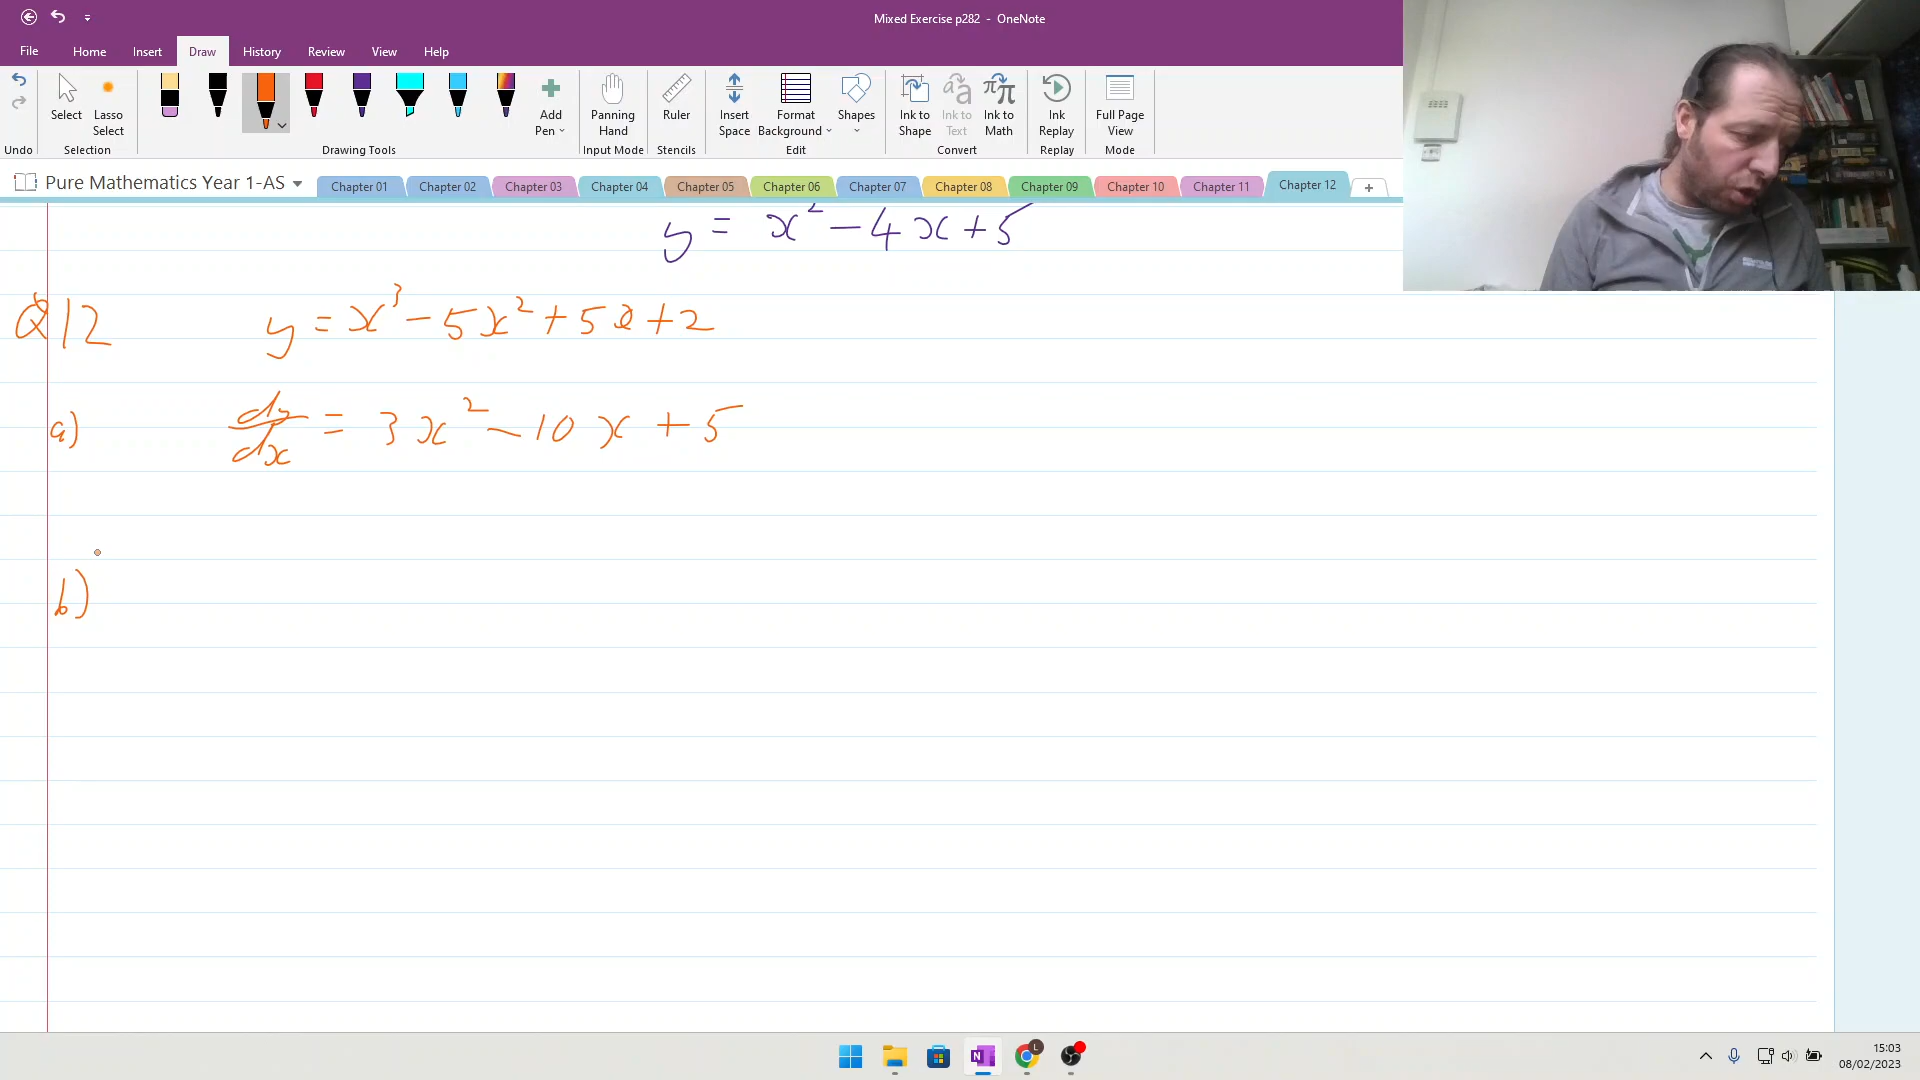 Mixed Exercise p282 - OneNote
File Home Insert Draw History Review View Help
Select Lasso Select Add Pen Panning Hand Ruler Insert Space Format Background Shapes Ink to Shape Ink to Text Ink to Math Ink Replay Full Page View
Undo Selection Drawing Tools Input Mode Stencils Edit Convert Replay Mode
Pure Mathematics Year 1-AS Chapter 01 Chapter 02 Chapter 03 Chapter 04 Chapter 05 Chapter 06 Chapter 07 Chapter 08 Chapter 09 Chapter 10 Chapter 11 Chapter 12 +
y = x² - 4x + 5
Q12 y = x³ - 5x² + 5x + 2
a) dy/dx = 3x² - 10x + 5
b)
15:03
08/02/2023